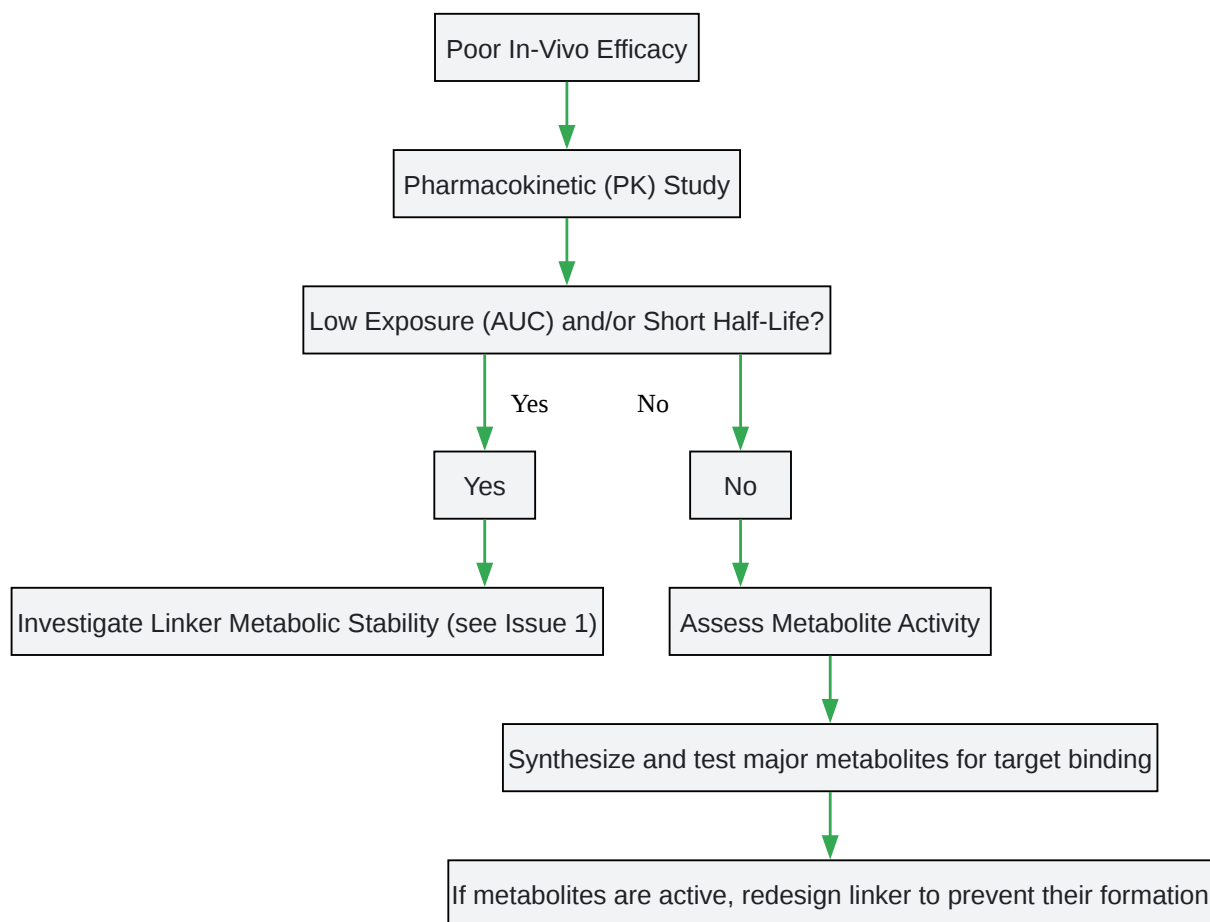 Poor In-Vivo Efficacy
Pharmacokinetic (PK) Study
Low Exposure (AUC) and/or Short Half-Life?
Yes
No
Yes
No
Investigate Linker Metabolic Stability (see Issue 1)
Assess Metabolite Activity
Synthesize and test major metabolites for target binding
If metabolites are active, redesign linker to prevent their formation